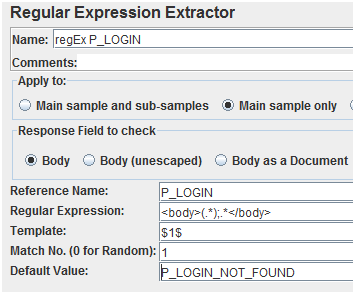 Regular Expression Extractor
Name: regEx P_LOGIN
Comments:
Apply to:
Main sample and sub-samples Main sample only
Response Field to check
Body Body (unescaped) Body as a Document
Reference Name: P_LOGIN
Regular Expression: <body>(.*);.*</body>
Template: $1$
Match No. (0 for Random): 1
Default Value: P_LOGIN_NOT_FOUND